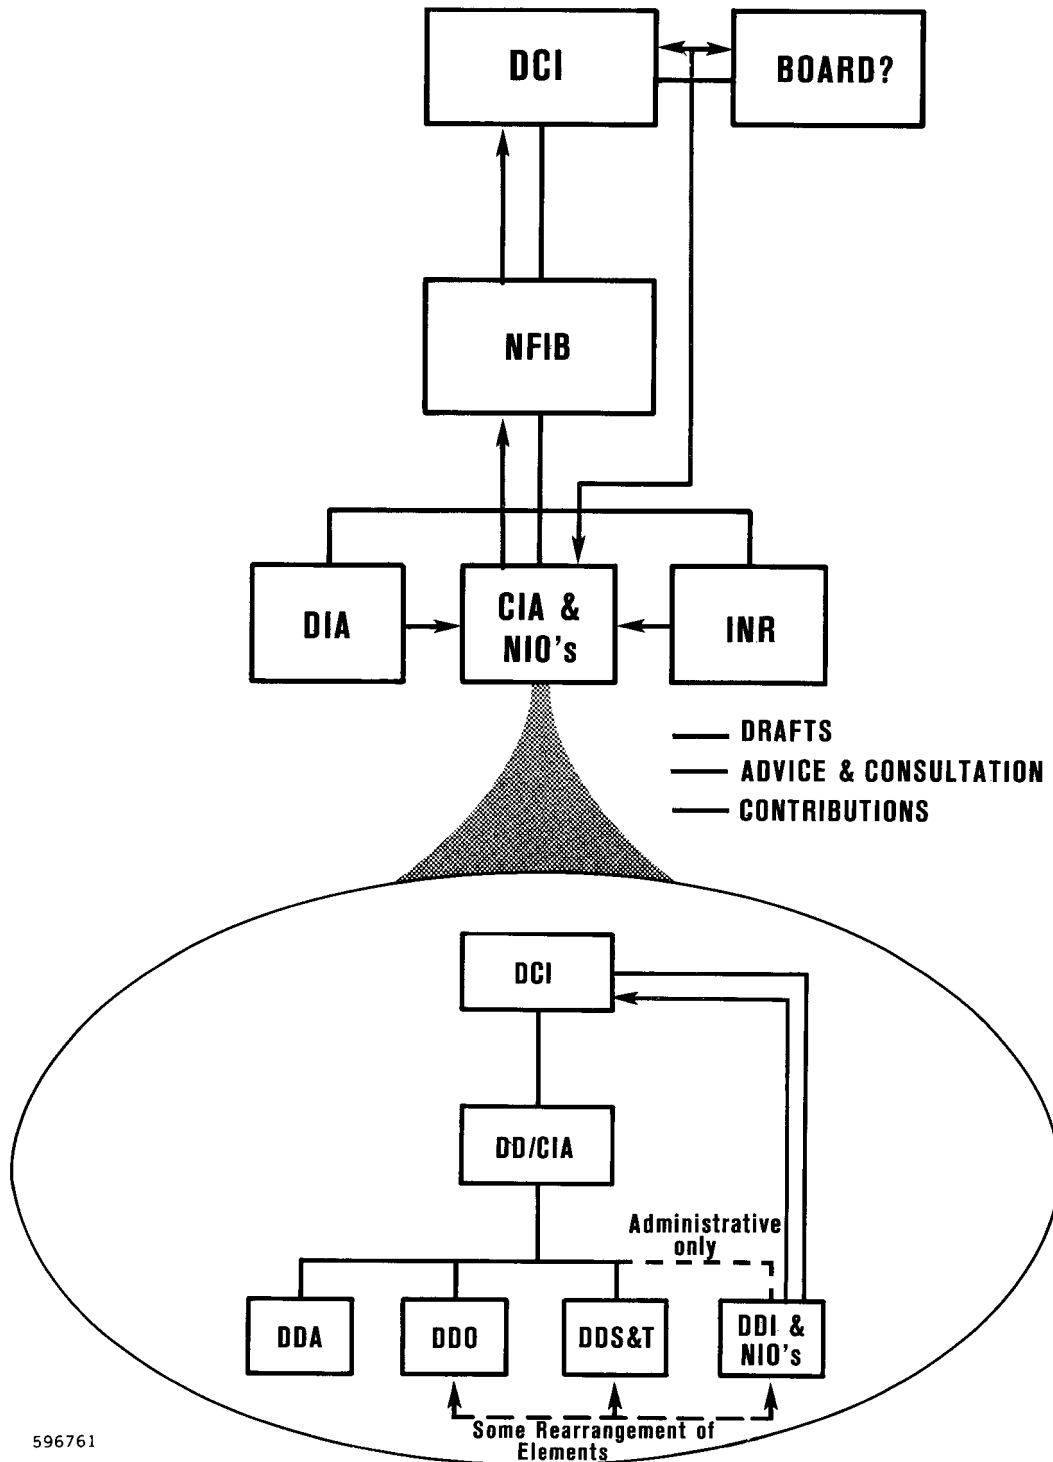 DCI
BOARD?
NFIB
DIA
CIA &
NIO's
INR
DRAFTS
ADVICE & CONSULTATION
CONTRIBUTIONS
DCI
DD/CIA
Administrative
only
DDA
DDO
DDS&T
DDI &
NIO's
Some Rearrangement of
Elements
596761